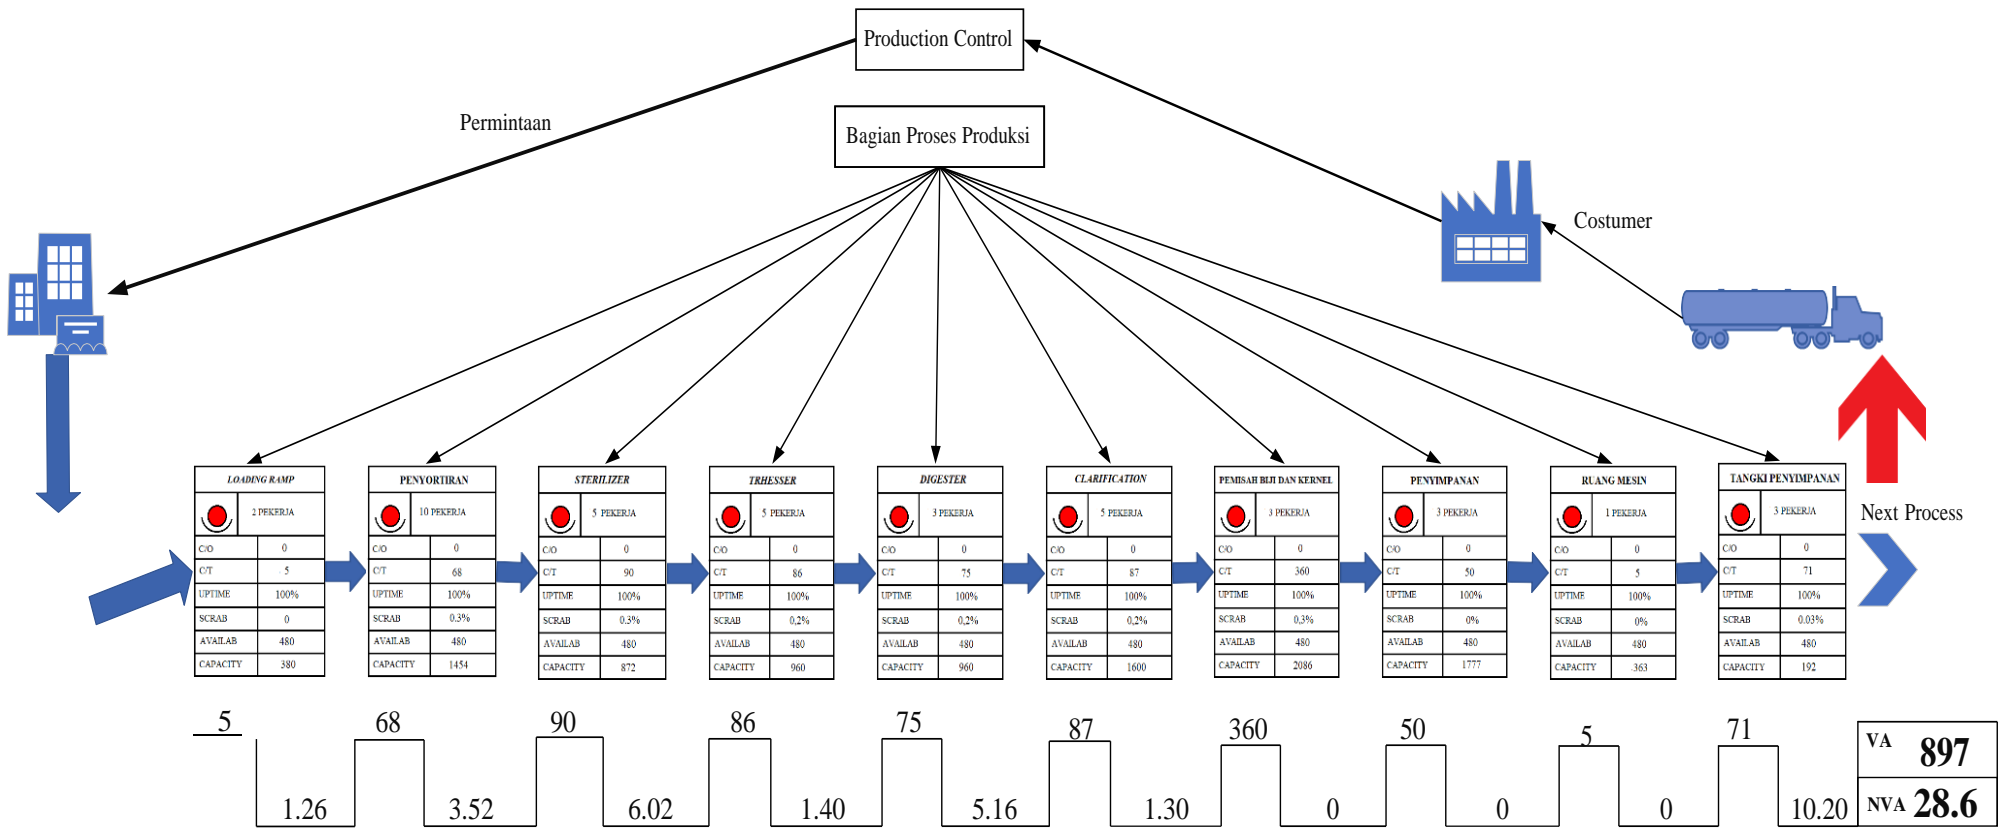 Production Control
Permintaan
Bagian Proses Produksi
Costumer
LOADING RAMP
2 PEKERJA
C/O 0
C/T 5
UPTIME 100%
SCRAB 0
AVAILAB 480
CAPACITY 380
PENYORTIRAN
10 PEKERJA
C/O 0
C/T 68
UPTIME 100%
SCRAB 0.3%
AVAILAB 480
CAPACITY 1454
STERILIZER
5 PEKERJA
C/O 0
C/T 90
UPTIME 100%
SCRAB 0.3%
AVAILAB 480
CAPACITY 872
TRHESSER
5 PEKERJA
C/O 0
C/T 86
UPTIME 100%
SCRAB 0,2%
AVAILAB 480
CAPACITY 960
DIGESTER
3 PEKERJA
C/O 0
C/T 75
UPTIME 100%
SCRAB 0,2%
AVAILAB 480
CAPACITY 960
CLARIFICATION
5 PEKERJA
C/O 0
C/T 87
UPTIME 100%
SCRAB 0,2%
AVAILAB 480
CAPACITY 1600
PEMISAH BIJI DAN KERNEL
3 PEKERJA
C/O 0
C/T 360
UPTIME 100%
SCRAB 0,3%
AVAILAB 480
CAPACITY 2086
PENYIMPANAN
3 PEKERJA
C/O 0
C/T 50
UPTIME 100%
SCRAB 0%
AVAILAB 480
CAPACITY 1777
RUANG MESIN
1 PEKERJA
C/O 0
C/T 5
UPTIME 100%
SCRAB 0%
AVAILAB 480
CAPACITY 363
TANGKI PENYIMPANAN
3 PEKERJA
C/O 0
C/T 71
UPTIME 100%
SCRAB 0.03%
AVAILAB 480
CAPACITY 192
Next Process
5 68 90 86 75 87 360 50 5 71
1.26 3.52 6.02 1.40 5.16 1.30 0 0 0 10.20
VA 897
NVA 28.6